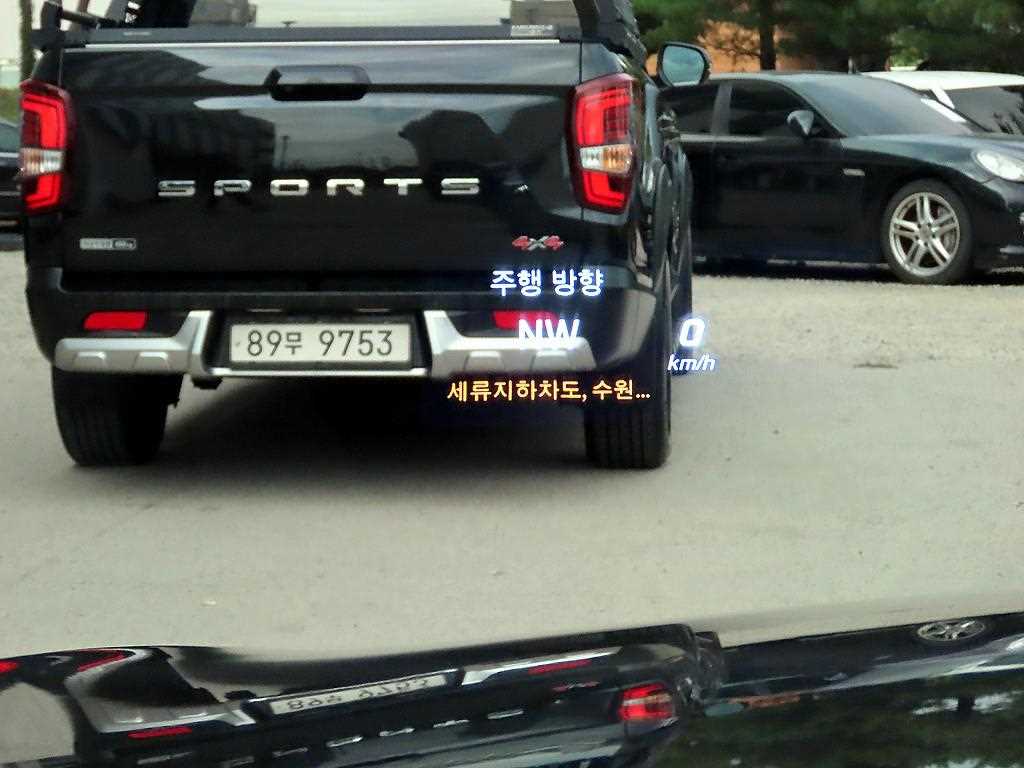 SPORTS
4x4
주행 방향
NW
0
km/h
89무 9753
세류지하차도, 수원...